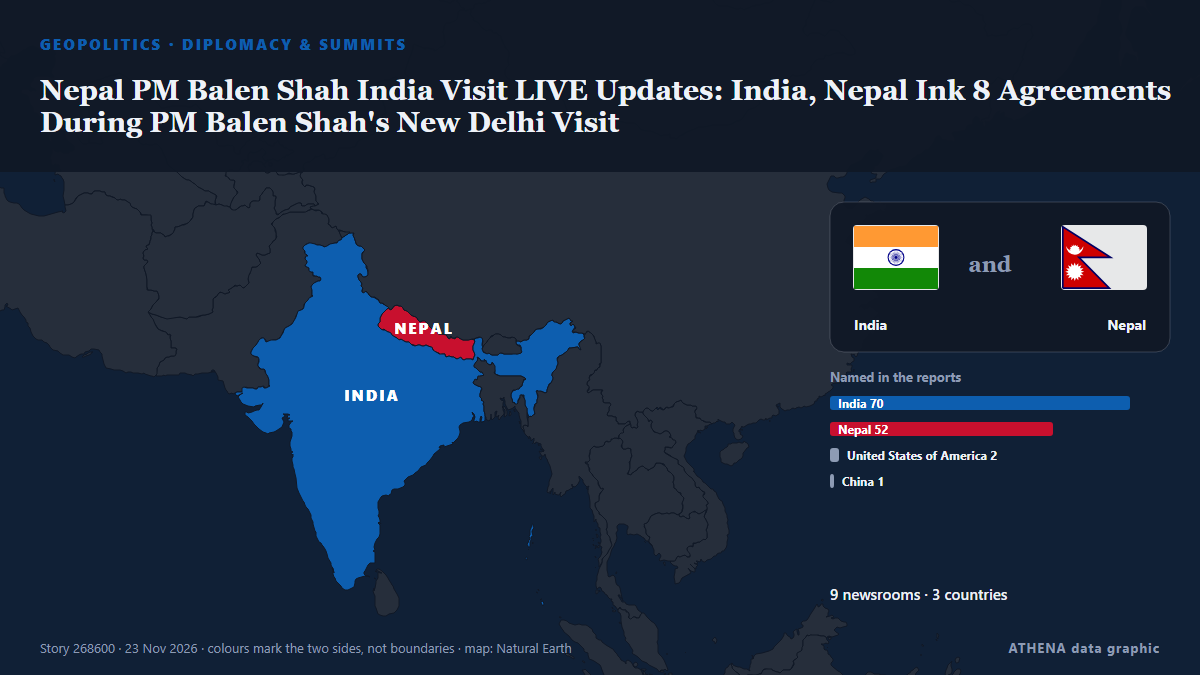 GEOPOLITICS · DIPLOMACY & SUMMITS
Nepal PM Balen Shah India Visit LIVE Updates: India, Nepal Ink 8 Agreements
During PM Balen Shah's New Delhi Visit
and
India
Nepal
NEPAL
INDIA
Named in the reports
India 70
Nepal 52
United States of America 2
China 1
9 newsrooms · 3 countries
Story 268600 · 23 Nov 2026 · colours mark the two sides, not boundaries · map: Natural Earth
ATHENA data graphic